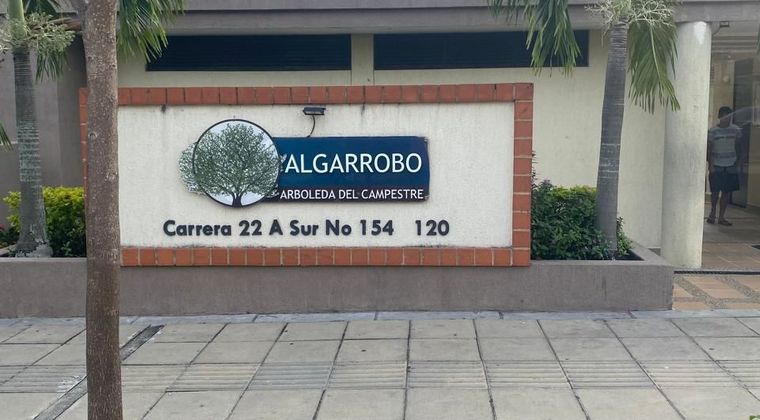 ALGARROBO
ARBOLEDA DEL CAMPESTRE
Carrera 22 A Sur No 154 120